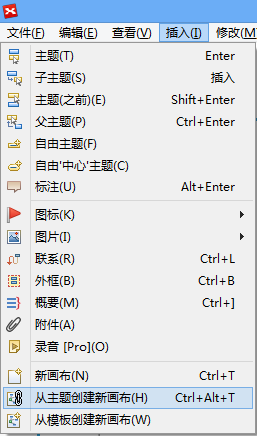 文件(F) 编辑(E) 查看(V) 插入(I) 修改(M)
主题(T) Enter
子主题(S) 插入
主题(之前)(E) Shift+Enter
父主题(P) Ctrl+Enter
自由主题(F)
自由'中心'主题(C)
标注(U) Alt+Enter
图标(K)
图片(I)
联系(R) Ctrl+L
外框(B) Ctrl+B
概要(M) Ctrl+]
附件(A)
录音 [Pro](O)
新画布(N) Ctrl+T
从主题创建新画布(H) Ctrl+Alt+T
从模板创建新画布(W)